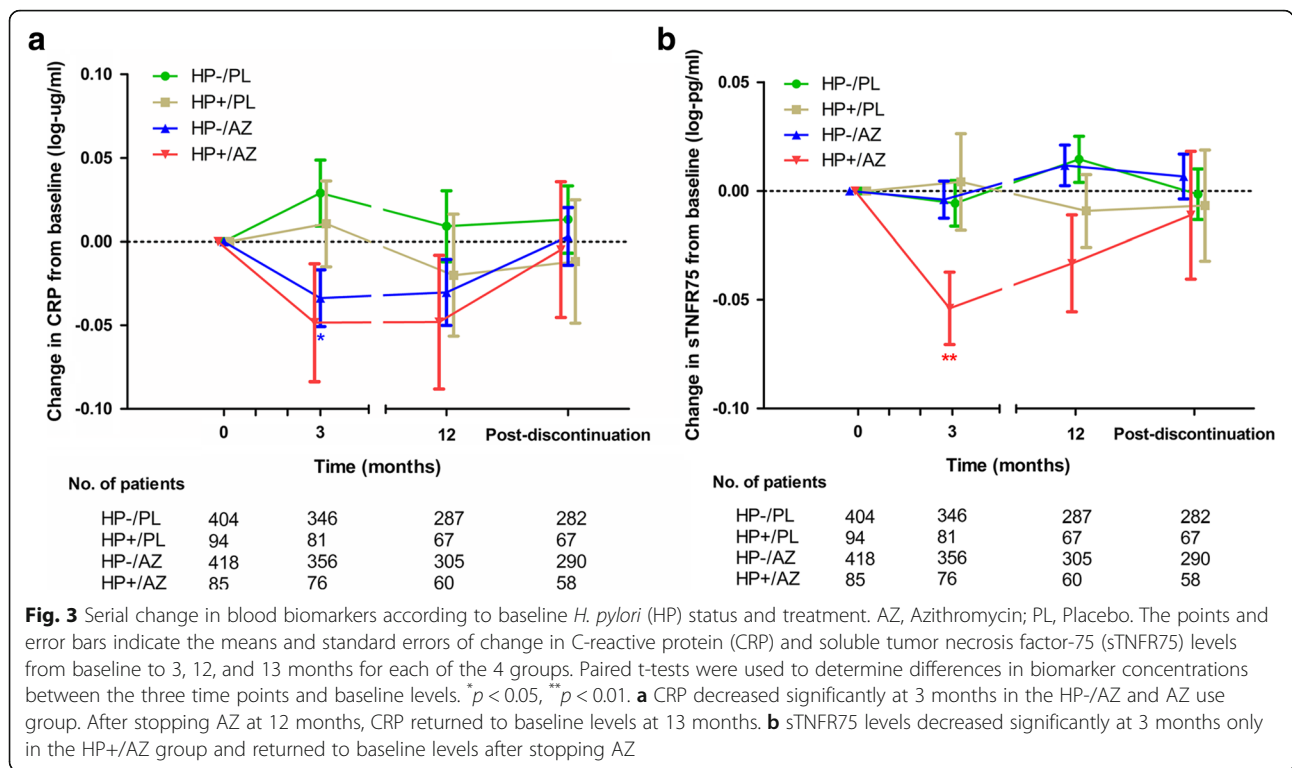 a
Change in CRP from baseline (log-ug/ml)
0.10
0.05
0.00
-0.05
-0.10
HP-/PL
HP+/PL
HP-/AZ
HP+/AZ
*
0 3 12 Post-discontinuation
Time (months)
No. of patients
HP-/PL 404 346 287 282
HP+/PL 94 81 67 67
HP-/AZ 418 356 305 290
HP+/AZ 85 76 60 58
b
Change in sTNFR75 from baseline (log-pg/ml)
0.05
0.00
-0.05
-0.10
HP-/PL
HP+/PL
HP-/AZ
HP+/AZ
**
0 3 12 Post-discontinuation
Time (months)
No. of patients
HP-/PL 404 346 287 282
HP+/PL 94 81 67 67
HP-/AZ 418 356 305 290
HP+/AZ 85 76 60 58
Fig. 3 Serial change in blood biomarkers according to baseline H. pylori (HP) status and treatment. AZ, Azithromycin; PL, Placebo. The points and
error bars indicate the means and standard errors of change in C-reactive protein (CRP) and soluble tumor necrosis factor-75 (sTNFR75) levels
from baseline to 3, 12, and 13 months for each of the 4 groups. Paired t-tests were used to determine differences in biomarker concentrations
between the three time points and baseline levels. *p < 0.05, **p < 0.01. a CRP decreased significantly at 3 months in the HP-/AZ and AZ use
group. After stopping AZ at 12 months, CRP returned to baseline levels at 13 months. b sTNFR75 levels decreased significantly at 3 months only
in the HP+/AZ group and returned to baseline levels after stopping AZ